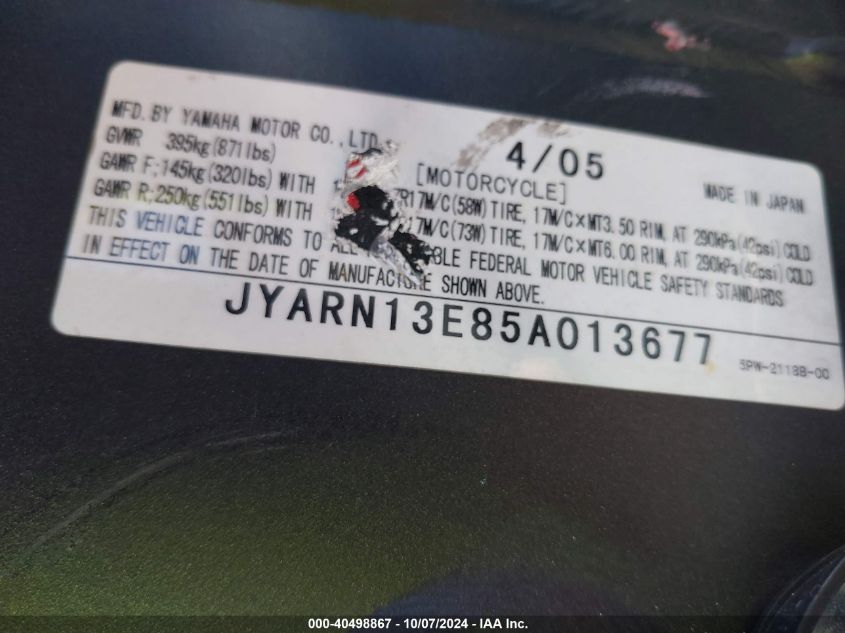 MFD. BY YAMAHA MOTOR CO., LTD.
4/05
GVWR 395kg(871lbs)
[MOTORCYCLE]
MADE IN JAPAN
GAWR F;145kg(320lbs) WITH R17M/C(58W) TIRE, 17M/C×MT3.50 RIM, AT 290kPa(42psi) COLD
GAWR R;250kg(551lbs) WITH 7M/C(73W) TIRE, 17M/C×MT6.00 RIM, AT 290kPa(42psi) COLD
THIS VEHICLE CONFORMS TO ALL BLE FEDERAL MOTOR VEHICLE SAFETY STANDARDS
IN EFFECT ON THE DATE OF MANUFACTURE SHOWN ABOVE.
JYARN13E85A013677
5PW-2118B-00
000-40498867 - 10/07/2024 - IAA Inc.